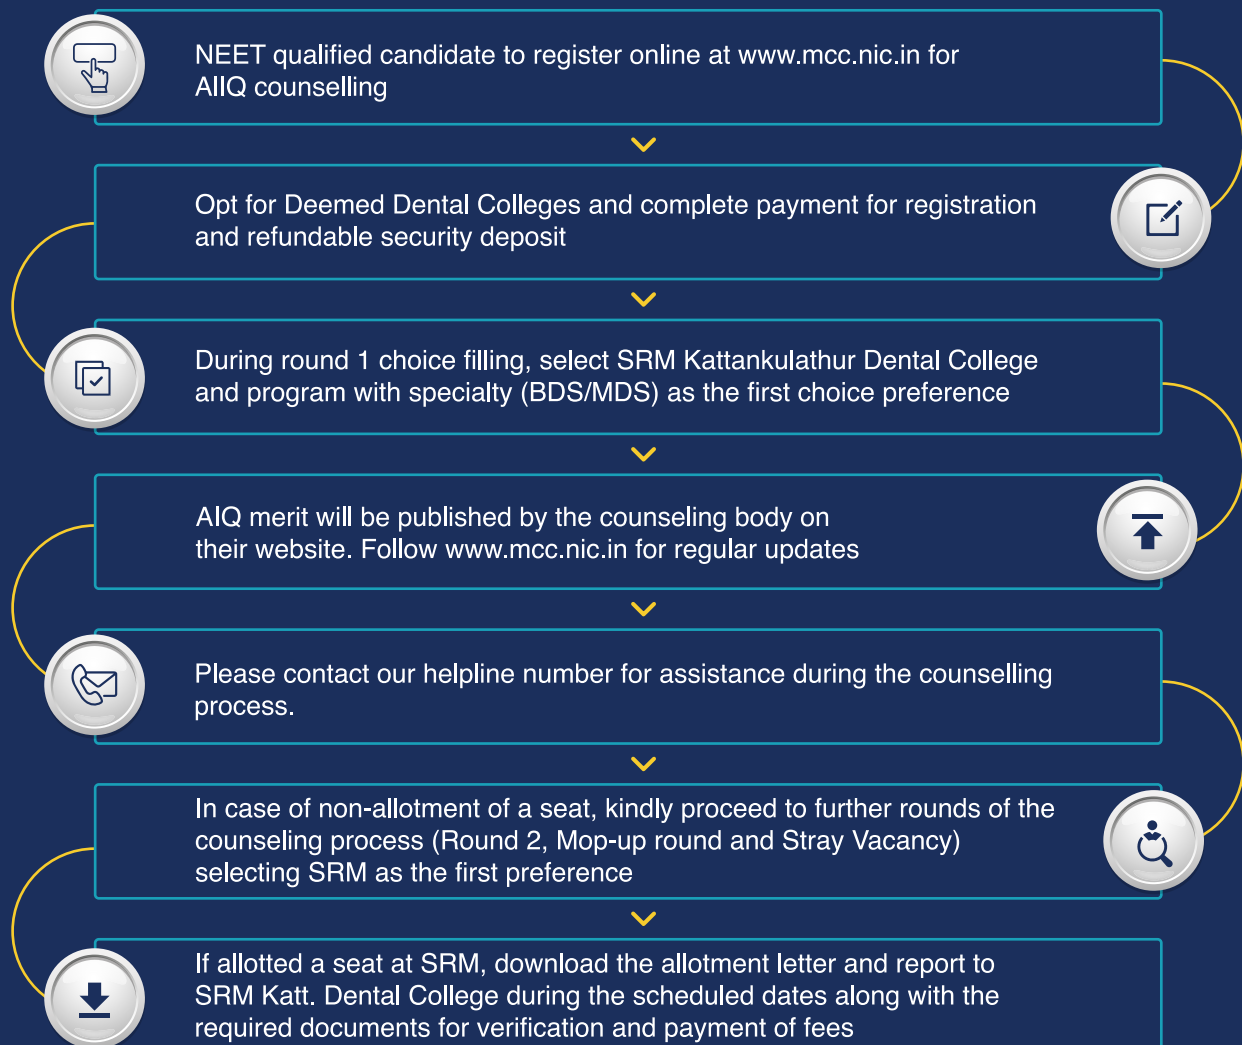 NEET qualified candidate to register online at www.mcc.nic.in for
AIIQ counselling
Opt for Deemed Dental Colleges and complete payment for registration
and refundable security deposit
During round 1 choice filling, select SRM Kattankulathur Dental College
and program with specialty (BDS/MDS) as the first choice preference
AIQ merit will be published by the counseling body on
their website. Follow www.mcc.nic.in for regular updates
Please contact our helpline number for assistance during the counselling
process.
In case of non-allotment of a seat, kindly proceed to further rounds of the
counseling process (Round 2, Mop-up round and Stray Vacancy)
selecting SRM as the first preference
If allotted a seat at SRM, download the allotment letter and report to
SRM Katt. Dental College during the scheduled dates along with the
required documents for verification and payment of fees